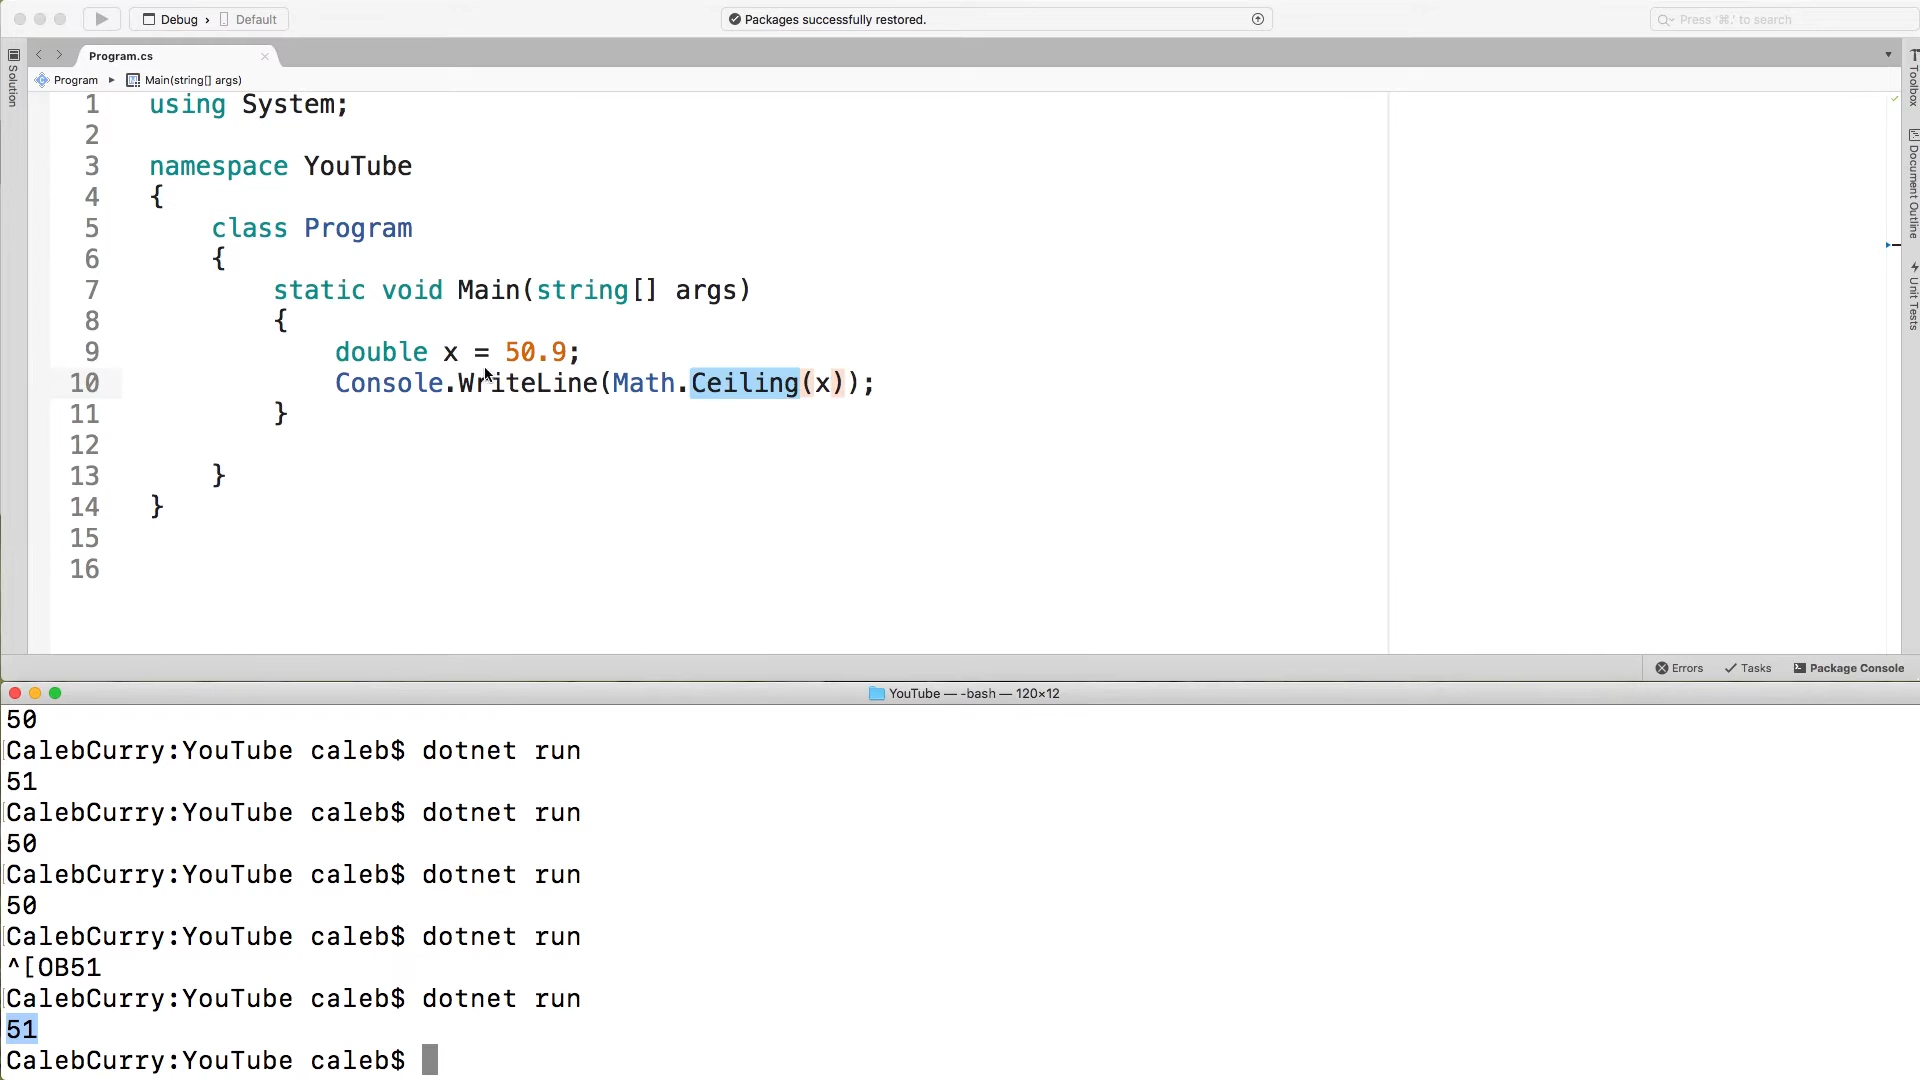 Debug › Default
Packages successfully restored.
Press '⌘.' to search
Program.cs
Solution
Program ▸ Main(string[] args)
1 using System;
2
3 namespace YouTube
4 {
5 class Program
6 {
7 static void Main(string[] args)
8 {
9 double x = 50.9;
10 Console.WriteLine(Math.Ceiling(x));
11 }
12
13 }
14 }
15
16
Toolbox
Document Outline
Unit Tests
Errors
Tasks
Package Console
YouTube — -bash — 120×12
50
CalebCurry:YouTube caleb$ dotnet run
51
CalebCurry:YouTube caleb$ dotnet run
50
CalebCurry:YouTube caleb$ dotnet run
50
CalebCurry:YouTube caleb$ dotnet run
^[OB51
CalebCurry:YouTube caleb$ dotnet run
51
CalebCurry:YouTube caleb$